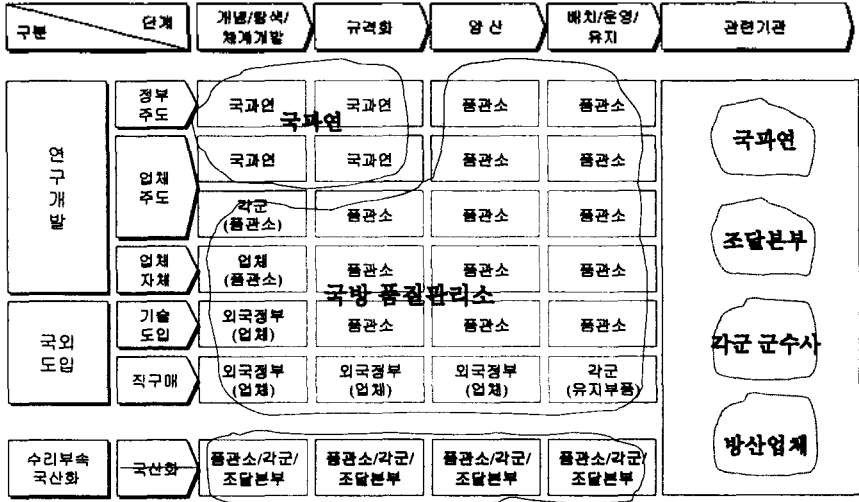 구분 단계
개념/탐색/
체계개발
규격화
양 산
배치/운영/
유지
관련기관
연
구
개
발
정부
주도
국과연
국과연
품관소
품관소
국과연
업체
주도
국과연
국과연
품관소
품관소
각군
(품관소)
품관소
품관소
품관소
업체
자체
업체
(품관소)
품관소
품관소
품관소
국방 품질관리소
국외
도입
기술
도입
외국정부
(업체)
품관소
품관소
품관소
직구매
외국정부
(업체)
외국정부
(업체)
외국정부
(업체)
각군
(유지부품)
수리부속
국산화
국산화
품관소/각군/
조달본부
품관소/각군/
조달본부
품관소/각군/
조달본부
품관소/각군/
조달본부
국과연
조달본부
각군 군수사
방산업체